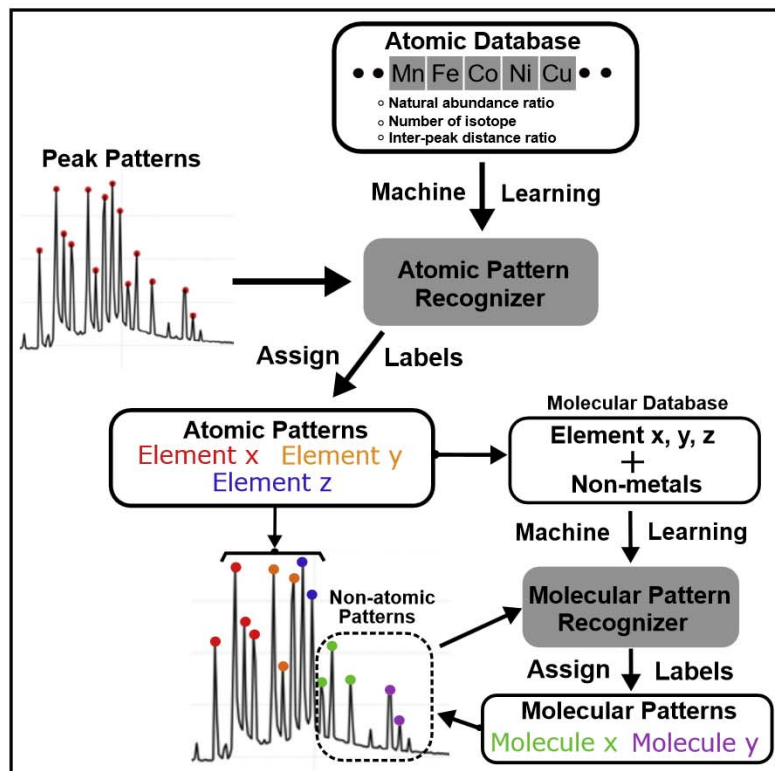 Atomic Database
Mn Fe Co Ni Cu
Natural abundance ratio
Number of isotope
Inter-peak distance ratio
Peak Patterns
Machine Learning
Atomic Pattern
Recognizer
Assign Labels
Atomic Patterns
Element x Element y
Element z
Molecular Database
Element x, y, z
+
Non-metals
Machine Learning
Non-atomic
Patterns
Molecular Pattern
Recognizer
Assign Labels
Molecular Patterns
Molecule x Molecule y